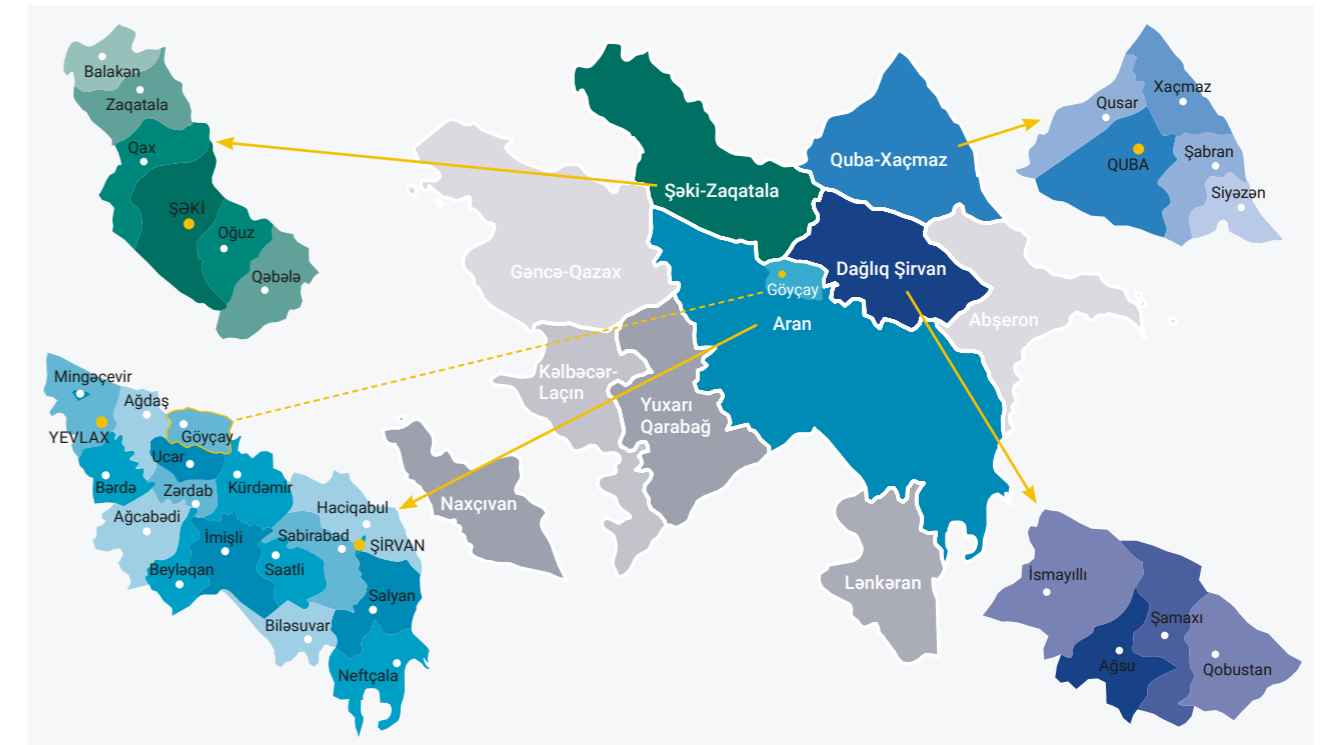 Balakən
Zaqatala
Qax
ŞƏKİ
Oğuz
Qəbələ
Şəki-Zaqatala
Quba-Xaçmaz
Gəncə-Qazax
Dağlıq Şirvan
Göyçay
Aran
Abşeron
Kəlbəcər-
Laçın
Yuxarı
Qarabağ
Naxçıvan
Lənkəran
Xaçmaz
Qusar
QUBA
Şabran
Siyəzən
Mingəçevir
Ağdaş
YEVLAX
Göyçay
Ucar
Bərdə
Zərdab
Kürdəmir
Haciqabul
Ağcabədi
İmişli
Sabirabad
ŞİRVAN
Beyləqan
Saatli
Salyan
Biləsuvar
Neftçala
İsmayıllı
Şamaxı
Ağsu
Qobustan